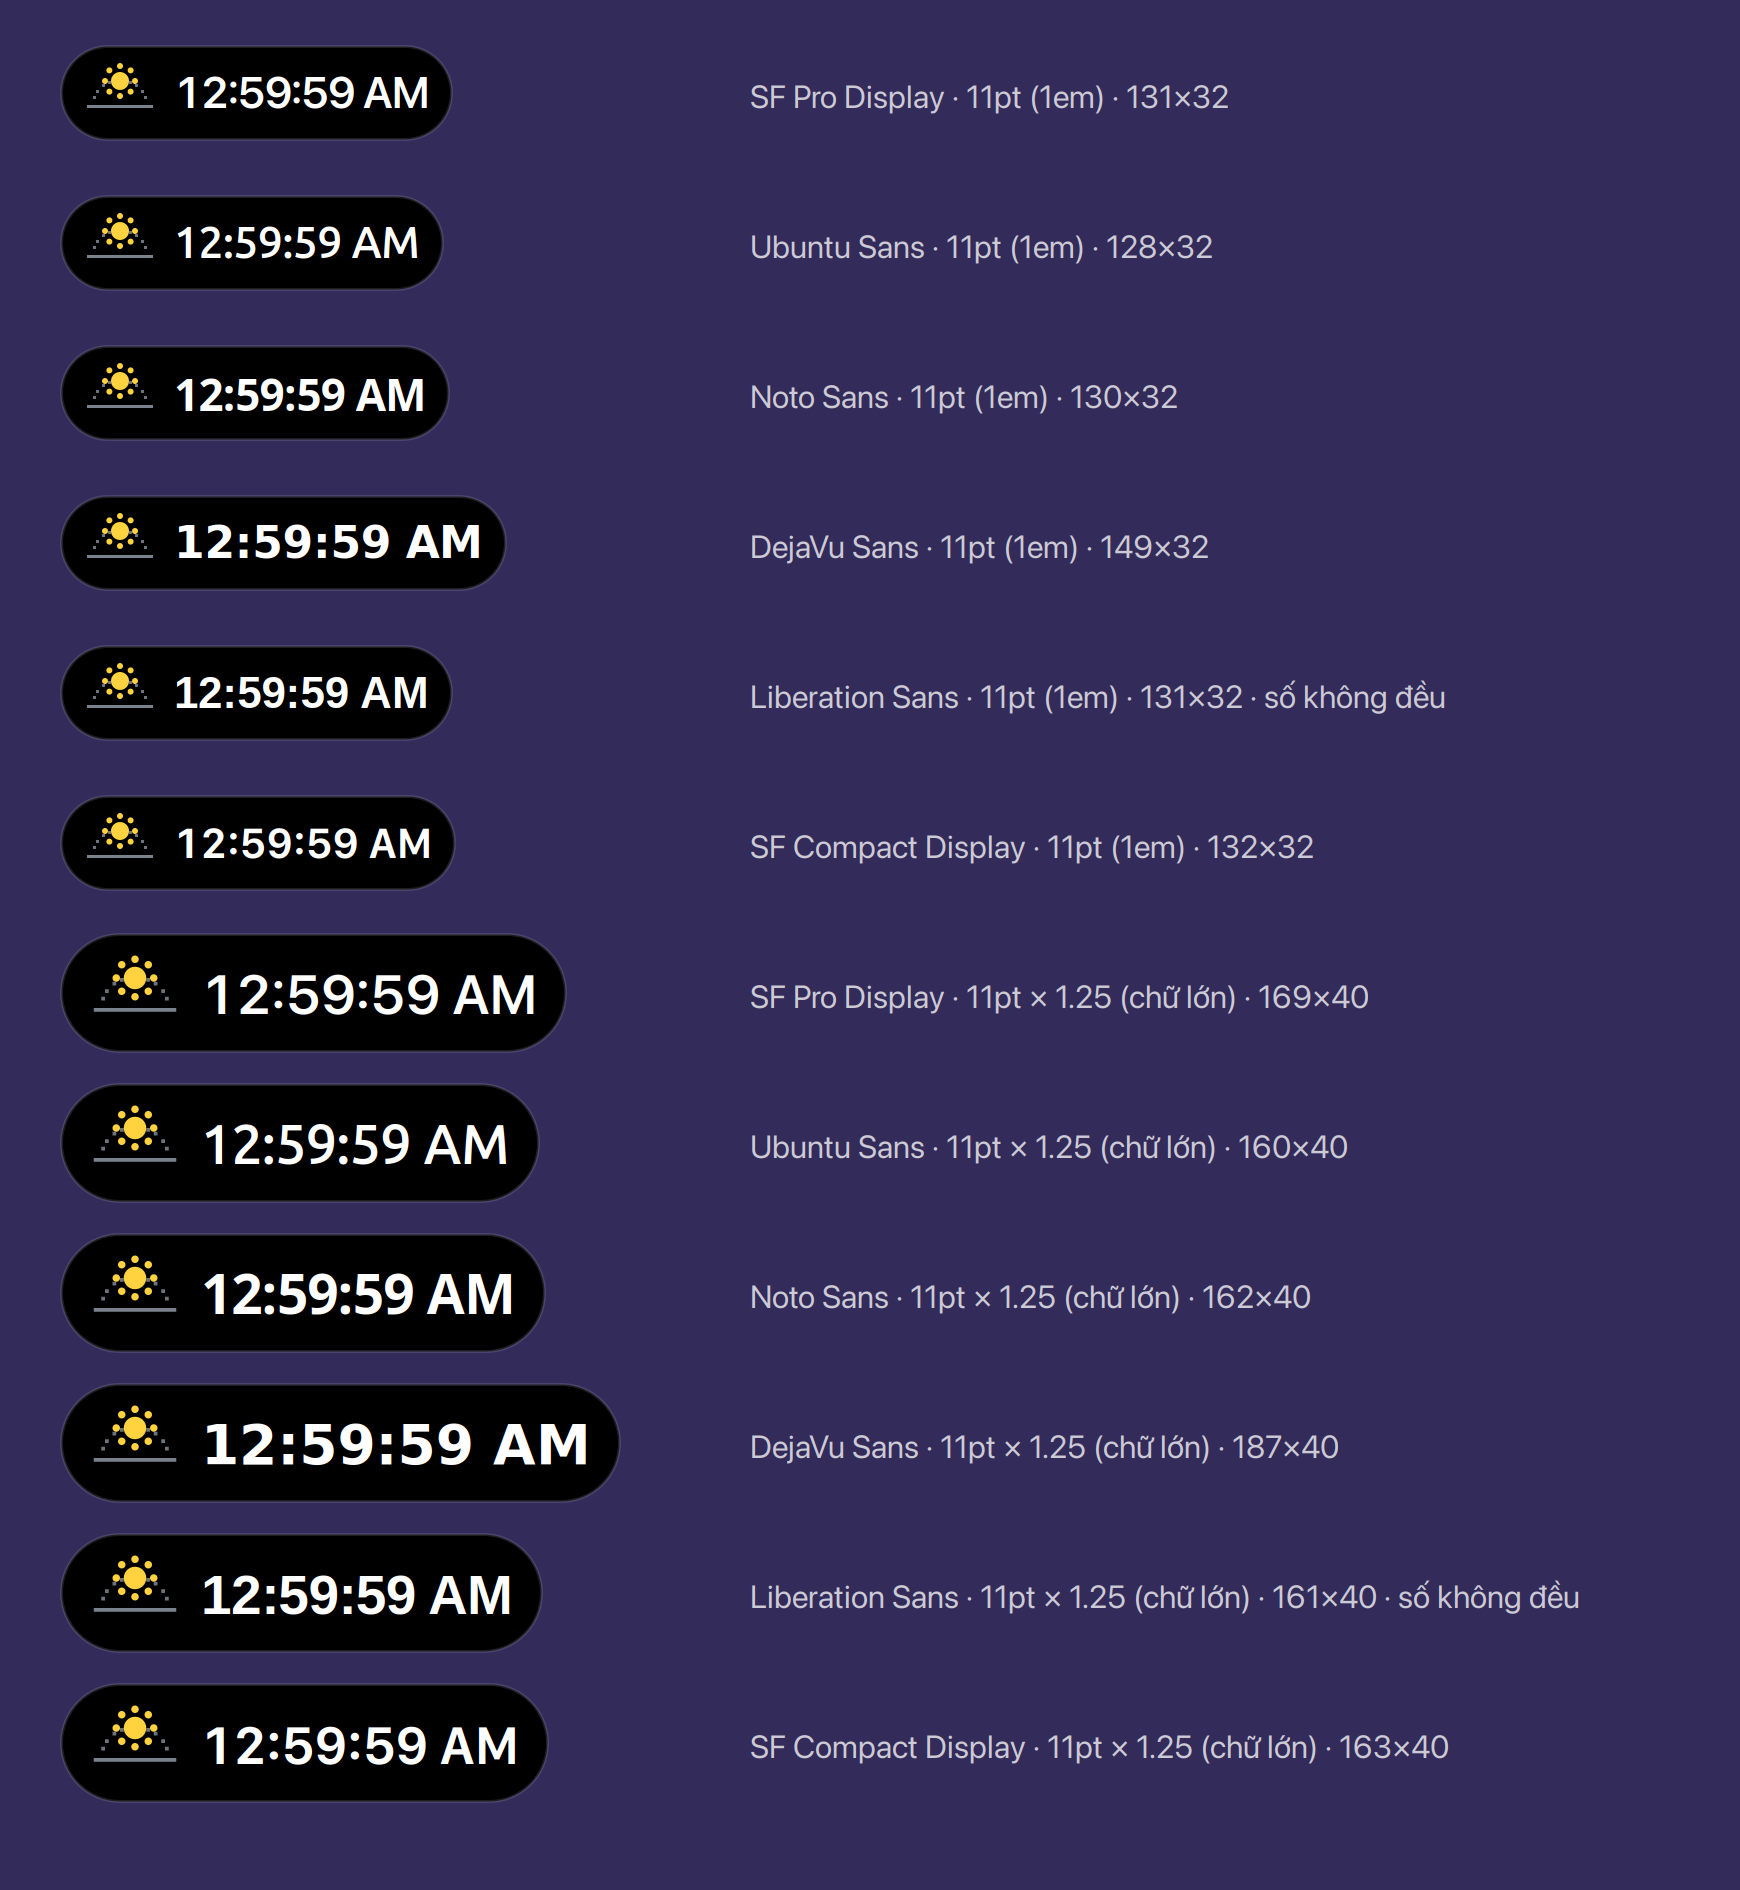 12:59:59 AM SF Pro Display · 11pt (1em) · 131×32
12:59:59 AM Ubuntu Sans · 11pt (1em) · 128×32
12:59:59 AM Noto Sans · 11pt (1em) · 130×32
12:59:59 AM DejaVu Sans · 11pt (1em) · 149×32
12:59:59 AM Liberation Sans · 11pt (1em) · 131×32 · số không đều
12:59:59 AM SF Compact Display · 11pt (1em) · 132×32
12:59:59 AM SF Pro Display · 11pt × 1.25 (chữ lớn) · 169×40
12:59:59 AM Ubuntu Sans · 11pt × 1.25 (chữ lớn) · 160×40
12:59:59 AM Noto Sans · 11pt × 1.25 (chữ lớn) · 162×40
12:59:59 AM DejaVu Sans · 11pt × 1.25 (chữ lớn) · 187×40
12:59:59 AM Liberation Sans · 11pt × 1.25 (chữ lớn) · 161×40 · số không đều
12:59:59 AM SF Compact Display · 11pt × 1.25 (chữ lớn) · 163×40